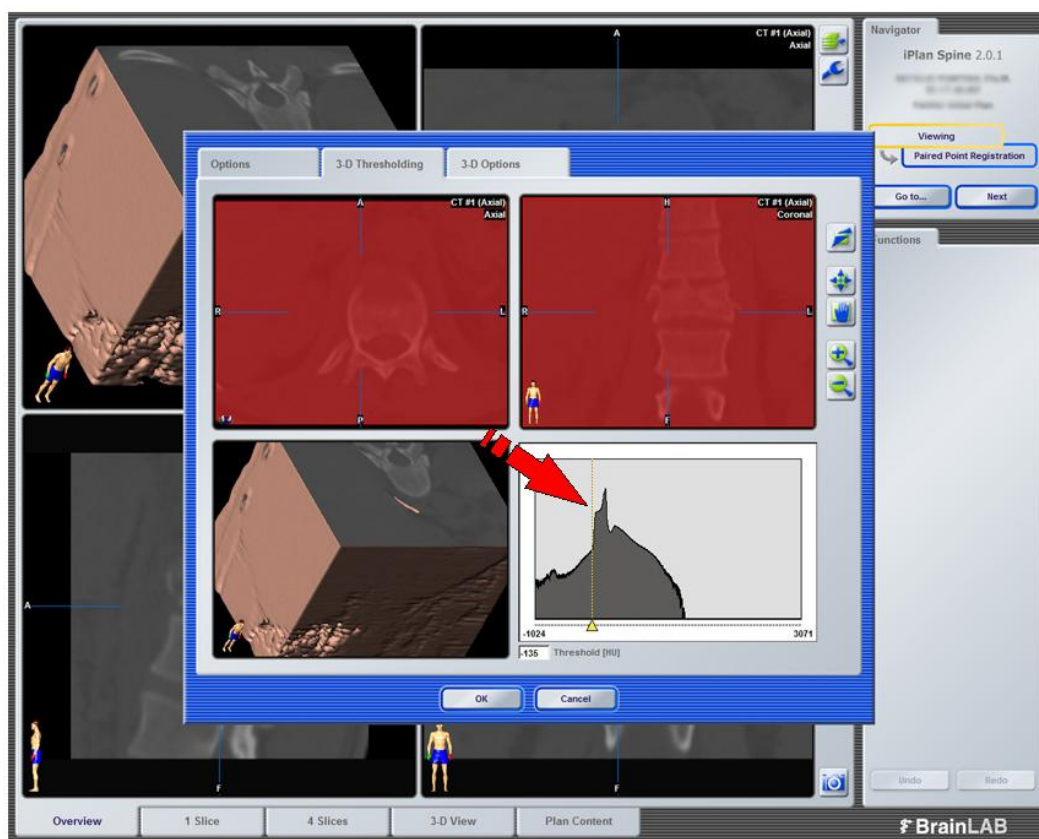 CT #1 (Axial)
Axial
A
Navigator
iPlan Spine 2.0.1
Viewing
Paired Point Registration
Go to...
Next
Functions
Options
3-D Thresholding
3-D Options
CT #1 (Axial)
Axial
A
R
L
P
CT #1 (Axial)
Coronal
H
R
L
F
-1024
3071
-135
Threshold [HU]
OK
Cancel
A
F
F
Undo
Redo
Overview
1 Slice
4 Slices
3-D View
Plan Content
BrainLAB